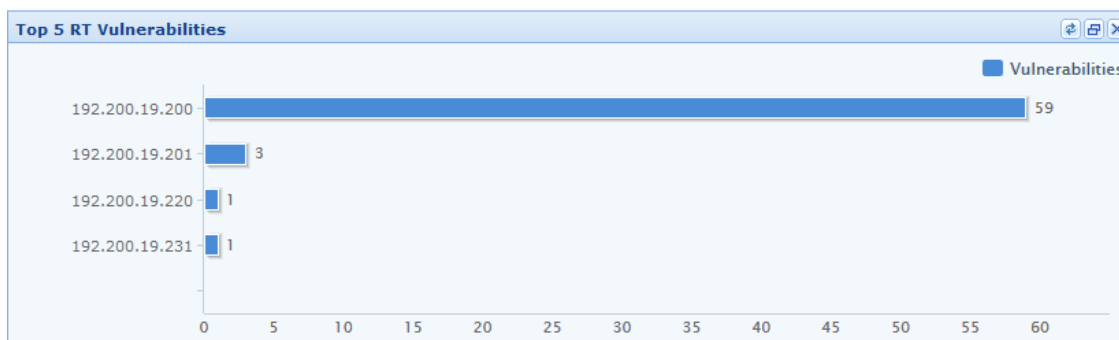 Top 5 RT Vulnerabilities
Vulnerabilities
192.200.19.200 59
192.200.19.201 3
192.200.19.220 1
192.200.19.231 1
0 5 10 15 20 25 30 35 40 45 50 55 60